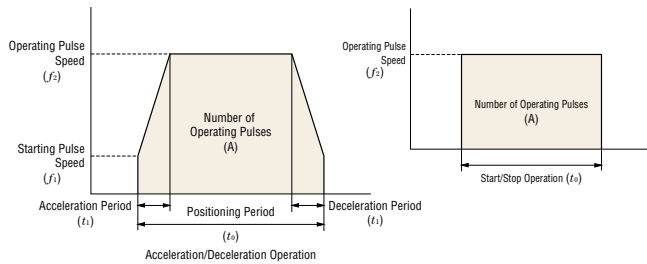 Operating Pulse
Speed
(f2)
Number of
Operating Pulses
(A)
Starting Pulse
Speed
(f1)
Acceleration Period
(t1)
Positioning Period
Deceleration Period
(t1)
(t0)
Acceleration/Deceleration Operation
Operating Pulse
Speed
(f2)
Number of Operating Pulses
(A)
Start/Stop Operation (t0)